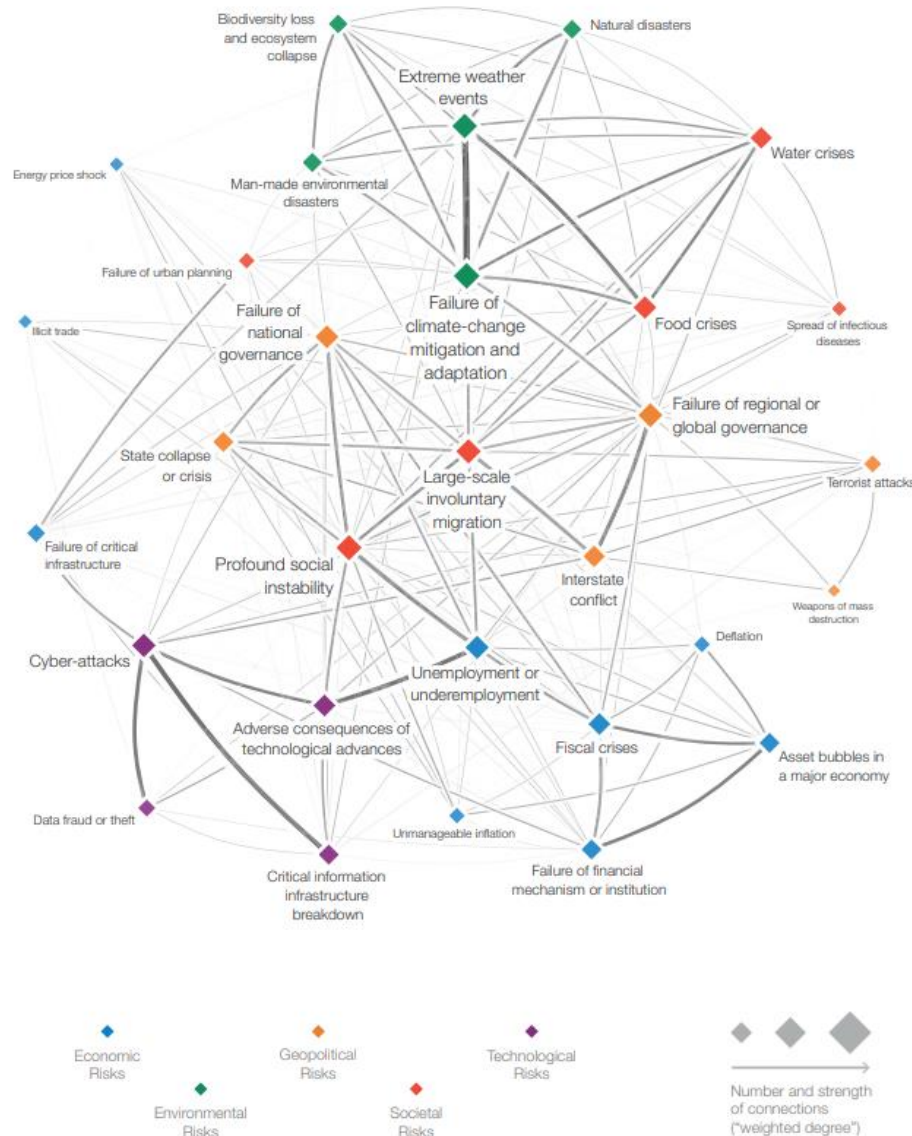 Biodiversity loss
and ecosystem
collapse
Natural disasters
Extreme weather
events
Water crises
Energy price shock
Man-made environmental
disasters
Failure of urban planning
Failure of
climate-change
mitigation and
adaptation
Food crises
Spread of infectious
diseases
Illicit trade
Failure of
national
governance
Failure of regional or
global governance
State collapse
or crisis
Large-scale
involuntary
migration
Terrorist attacks
Failure of critical
infrastructure
Profound social
instability
Interstate
conflict
Weapons of mass
destruction
Deflation
Cyber-attacks
Unemployment or
underemployment
Adverse consequences of
technological advances
Fiscal crises
Asset bubbles in
a major economy
Data fraud or theft
Unmanageable inflation
Critical information
infrastructure
breakdown
Failure of financial
mechanism or institution
Economic
Risks
Geopolitical
Risks
Technological
Risks
Environmental
Risks
Societal
Risks
Number and strength
of connections
("weighted degree")